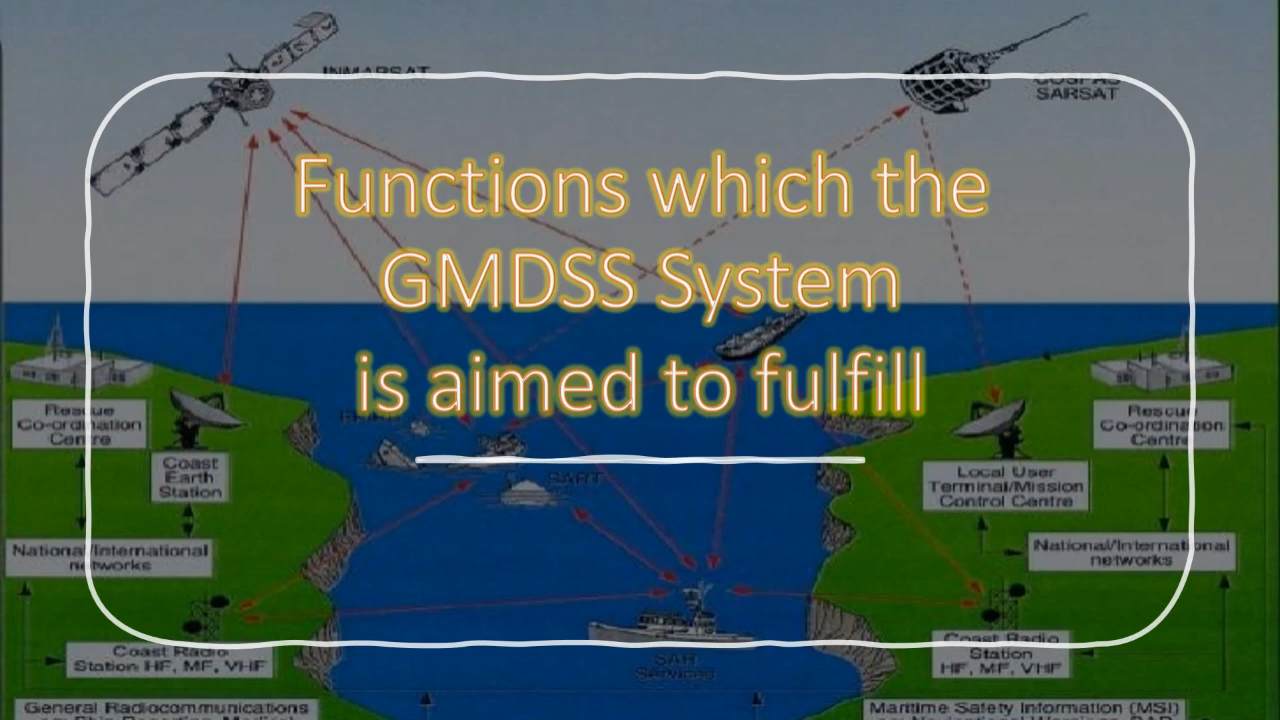 INMARSAT
COSPAS
SARSAT
Functions which the
GMDSS System
is aimed to fulfill
Rescue
Co-ordination
Centre
Coast
Earth
Station
SART
Rescue
Co-ordination
Centre
Local User
Terminal/Mission
Control Centre
National/International
networks
National/International
networks
Coast Radio
Station HF, MF, VHF
SAR
Services
Coast Radio
Station
HF, MF, VHF
General Radiocommunications
Maritime Safety Information (MSI)